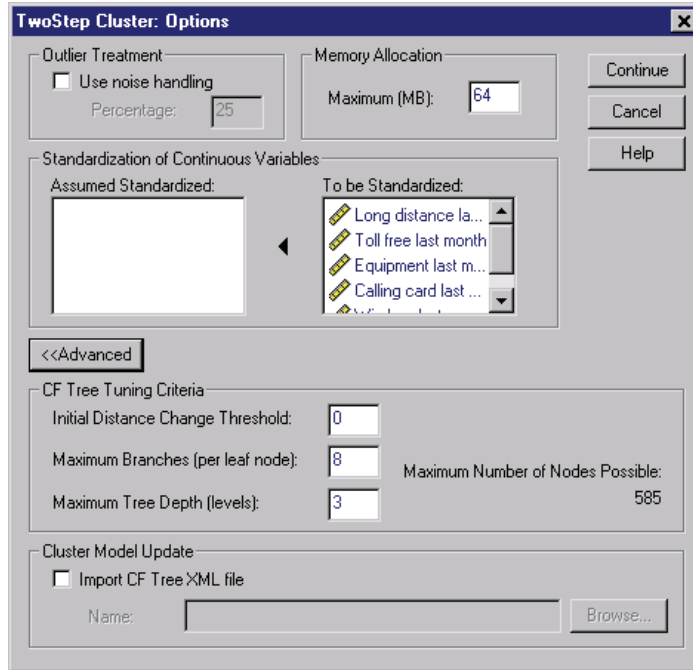 TwoStep Cluster: Options
Outlier Treatment
Use noise handling
Percentage: 25
Memory Allocation
Maximum (MB): 64
Continue
Cancel
Help
Standardization of Continuous Variables
Assumed Standardized:
To be Standardized:
Long distance la...
Toll free last month
Equipment last m...
Calling card last ...
<<Advanced
CF Tree Tuning Criteria
Initial Distance Change Threshold: 0
Maximum Branches (per leaf node): 8
Maximum Tree Depth (levels): 3
Maximum Number of Nodes Possible:
585
Cluster Model Update
Import CF Tree XML file
Name:
Browse...